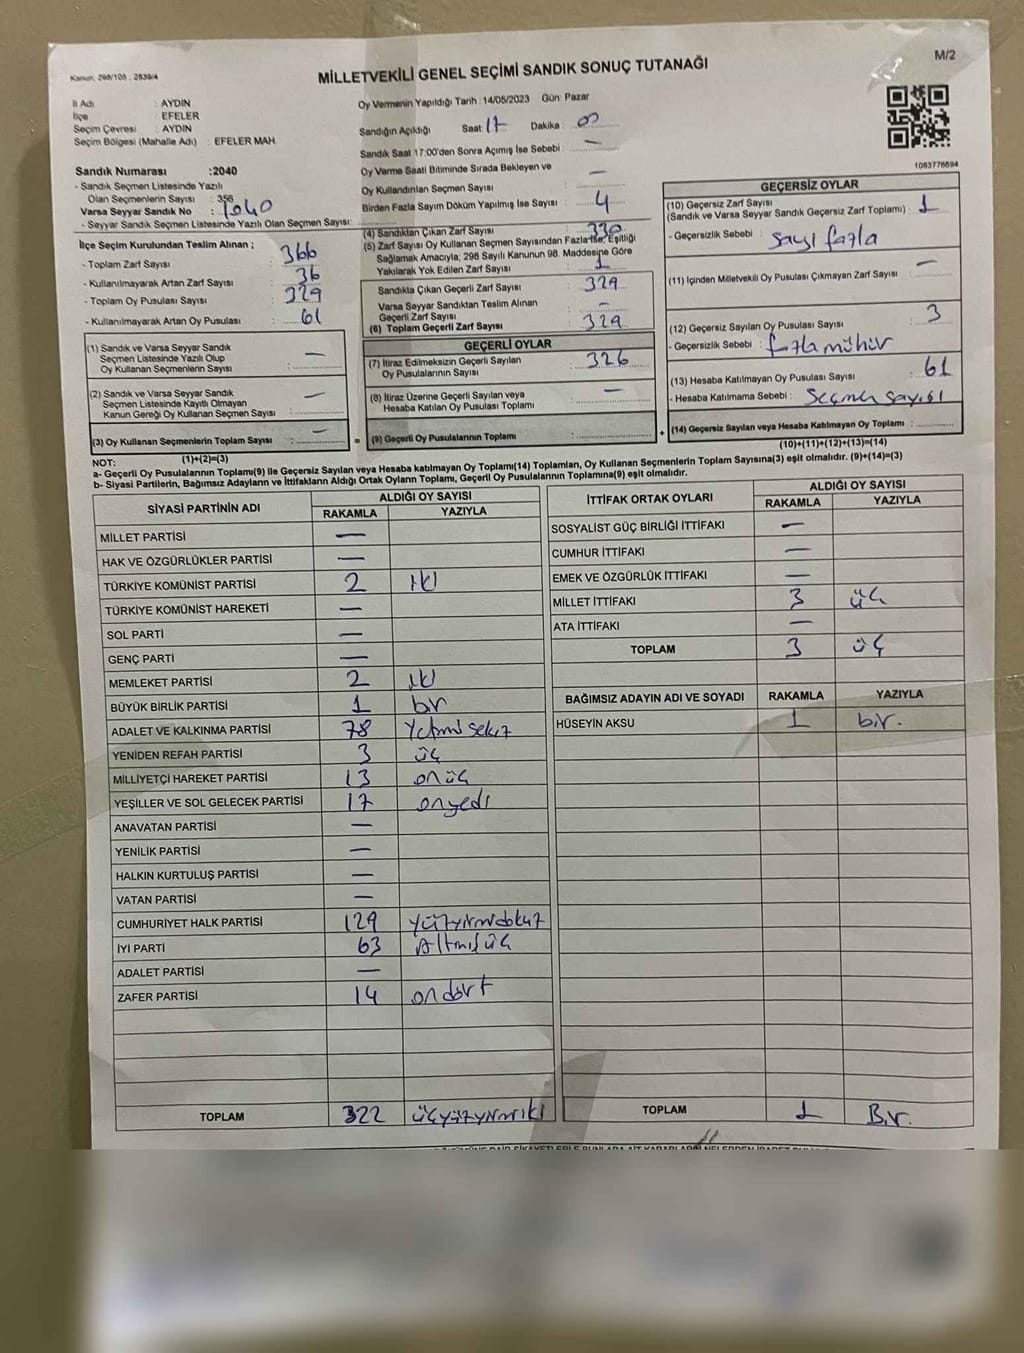 Kanun, 298/103 , 2839/4
MİLLETVEKİLİ GENEL SEÇİMİ SANDIK SONUÇ TUTANAĞI
M/2
İl Adı : AYDIN
İlçe : EFELER
Seçim Çevresi : AYDIN
Seçim Bölgesi (Mahalle Adı) : EFELER MAH.
Sandık Numarası :2040
- Sandık Seçmen Listesinde Yazılı
Olan Seçmenlerin Sayısı : 356
Varsa Seyyar Sandık No : 1040
- Seyyar Sandık Seçmen Listesinde Yazılı Olan Seçmen Sayısı:
İlçe Seçim Kurulundan Teslim Alınan ;
- Toplam Zarf Sayısı : 366
- Kullanılmayarak Artan Zarf Sayısı : 36
- Toplam Oy Pusulası Sayısı : 329
- Kullanılmayarak Artan Oy Pusulası : 61
(1) Sandık ve Varsa Seyyar Sandık
Seçmen Listesinde Yazılı Olup
Oy Kullanan Seçmenlerin Sayısı : —
(2) Sandık ve Varsa Seyyar Sandık
Seçmen Listesinde Kayıtlı Olmayan
Kanun Gereği Oy Kullanan Seçmen Sayısı : —
(3) Oy Kullanan Seçmenlerin Toplam Sayısı : —
(1)+(2)=(3)
Oy Vermenin Yapıldığı Tarih : 14/05/2023 Gün: Pazar
Sandığın Açıldığı Saat: 17 Dakika : 00
Sandık Saat 17:00'den Sonra Açılmış İse Sebebi : —
Oy Verme Saati Bitiminde Sırada Bekleyen ve
Oy Kullandırılan Seçmen Sayısı : —
Birden Fazla Sayım Döküm Yapılmış İse Sayısı : 4
(4) Sandıktan Çıkan Zarf Sayısı : 330
(5) Zarf Sayısı Oy Kullanan Seçmen Sayısından Fazla İse, Eşitliği
Sağlamak Amacıyla; 298 Sayılı Kanunun 98. Maddesine Göre
Yakılarak Yok Edilen Zarf Sayısı : 1
Sandıkta Çıkan Geçerli Zarf Sayısı : 329
Varsa Seyyar Sandıktan Teslim Alınan
Geçerli Zarf Sayısı : —
(6) Toplam Geçerli Zarf Sayısı : 329
GEÇERLİ OYLAR
(7) İtiraz Edilmeksizin Geçerli Sayılan
Oy Pusulalarının Sayısı : 326
(8) İtiraz Üzerine Geçerli Sayılan veya
Hesaba Katılan Oy Pusulası Toplamı : —
= (9) Geçerli Oy Pusulalarının Toplamı :
1083776694
GEÇERSİZ OYLAR
(10) Geçersiz Zarf Sayısı
(Sandık ve Varsa Seyyar Sandık Geçersiz Zarf Toplamı) : 1
- Geçersizlik Sebebi : sayı fazla
(11) İçinden Milletvekili Oy Pusulası Çıkmayan Zarf Sayısı : —
(12) Geçersiz Sayılan Oy Pusulası Sayısı : 3
- Geçersizlik Sebebi : fazla mühür
(13) Hesaba Katılmayan Oy Pusulası Sayısı : 61
- Hesaba Katılmama Sebebi : seçmen sayısı
+ (14) Geçersiz Sayılan veya Hesaba Katılmayan Oy Toplamı :
(10)+(11)+(12)+(13)=(14)
NOT:
a- Geçerli Oy Pusulalarının Toplamı(9) ile Geçersiz Sayılan veya Hesaba katılmayan Oy Toplamı(14) Toplamları, Oy Kullanan Seçmenlerin Toplam Sayısına(3) eşit olmalıdır. (9)+(14)=(3)
b- Siyasi Partilerin, Bağımsız Adayların ve İttifakların Aldığı Ortak Oyların Toplamı, Geçerli Oy Pusulalarının Toplamına(9) eşit olmalıdır.
SİYASİ PARTİNİN ADI ALDIĞI OY SAYISI
RAKAMLA YAZIYLA
MİLLET PARTİSİ —
HAK VE ÖZGÜRLÜKLER PARTİSİ —
TÜRKİYE KOMÜNİST PARTİSİ 2 iki
TÜRKİYE KOMÜNİST HAREKETİ —
SOL PARTİ —
GENÇ PARTİ —
MEMLEKET PARTİSİ 2 iki
BÜYÜK BİRLİK PARTİSİ 1 bir
ADALET VE KALKINMA PARTİSİ 78 Yetmiş sekiz
YENİDEN REFAH PARTİSİ 3 üç
MİLLİYETÇİ HAREKET PARTİSİ 13 onüç
YEŞİLLER VE SOL GELECEK PARTİSİ 17 onyedi
ANAVATAN PARTİSİ —
YENİLİK PARTİSİ —
HALKIN KURTULUŞ PARTİSİ —
VATAN PARTİSİ —
CUMHURİYET HALK PARTİSİ 129 yüzyirmidokuz
İYİ PARTİ 63 Altmışüç
ADALET PARTİSİ —
ZAFER PARTİSİ 14 ondört
TOPLAM 322 üçyüzyirmiiki
İTTİFAK ORTAK OYLARI ALDIĞI OY SAYISI
RAKAMLA YAZIYLA
SOSYALİST GÜÇ BİRLİĞİ İTTİFAKI —
CUMHUR İTTİFAKI —
EMEK VE ÖZGÜRLÜK İTTİFAKI —
MİLLET İTTİFAKI 3 üç
ATA İTTİFAKI —
TOPLAM 3 üç
BAĞIMSIZ ADAYIN ADI VE SOYADI RAKAMLA YAZIYLA
HÜSEYİN AKSU 1 bir.
TOPLAM 1 Bir.